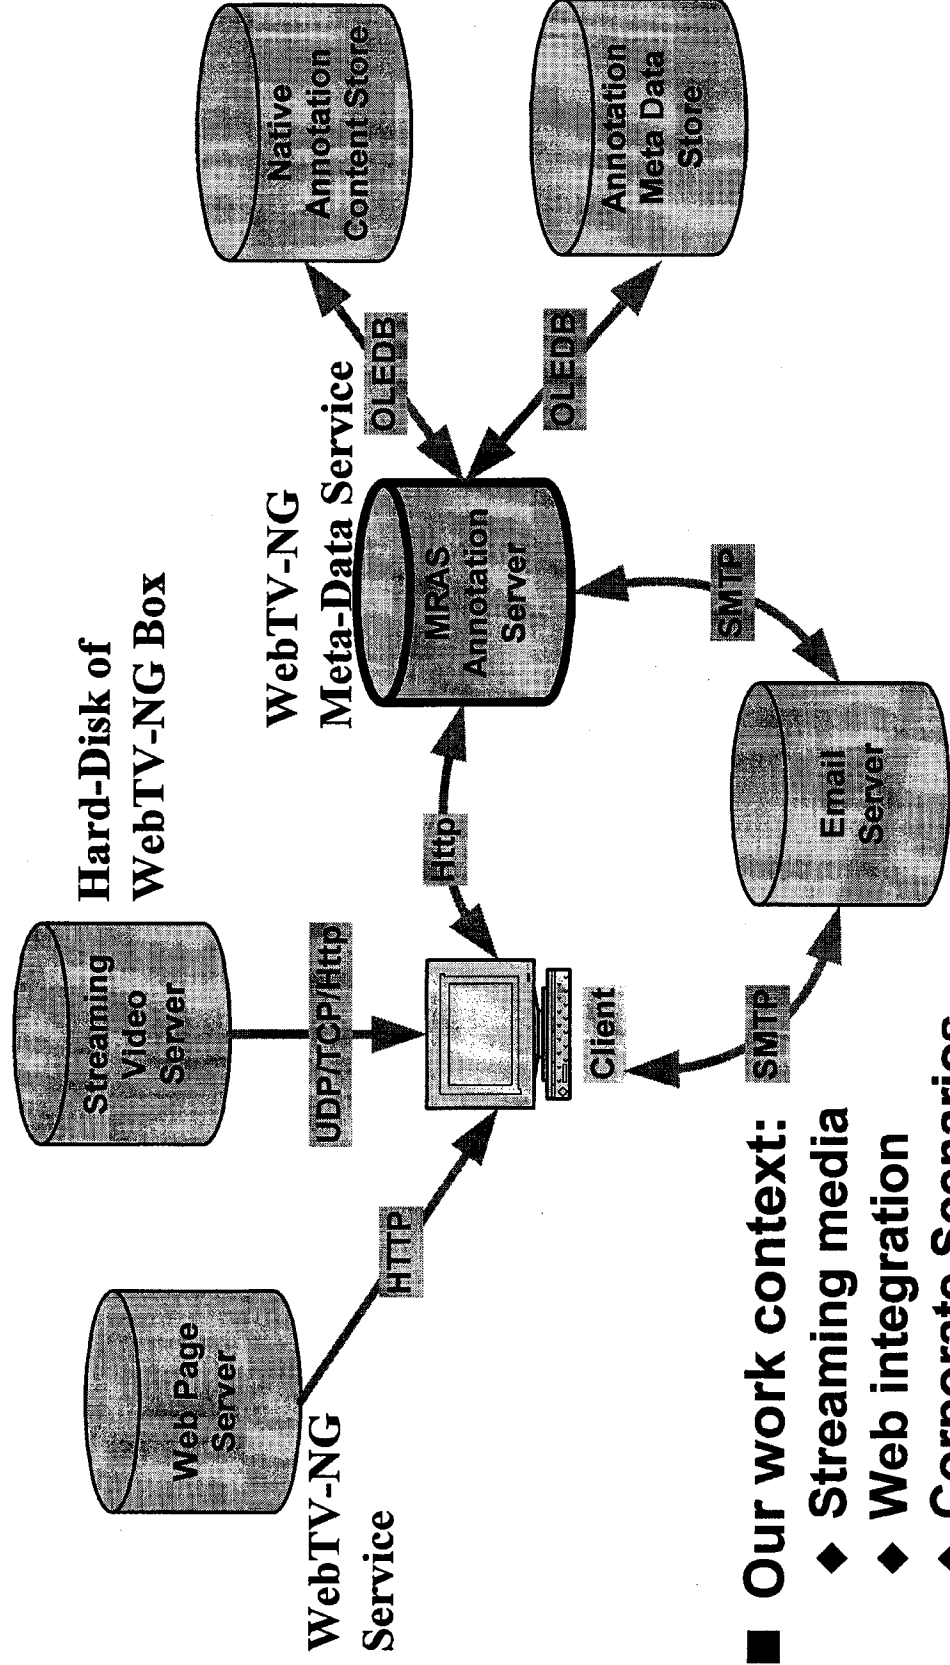 Hard-Disk of
WebTV-NG Box
Streaming
Video
Server
Web Page
Server
WebTV-NG
Service
HTTP
UDP/TCP/Http
Client
Http
WebTV-NG
Meta-Data Service
MRAS
Annotation
Server
OLEDB
OLEDB
Native
Annotation
Content Store
Annotation
Meta Data
Store
SMTP
SMTP
Email
Server
■ Our work context:
◆ Streaming media
◆ Web integration
◆ Corporate Scenarios